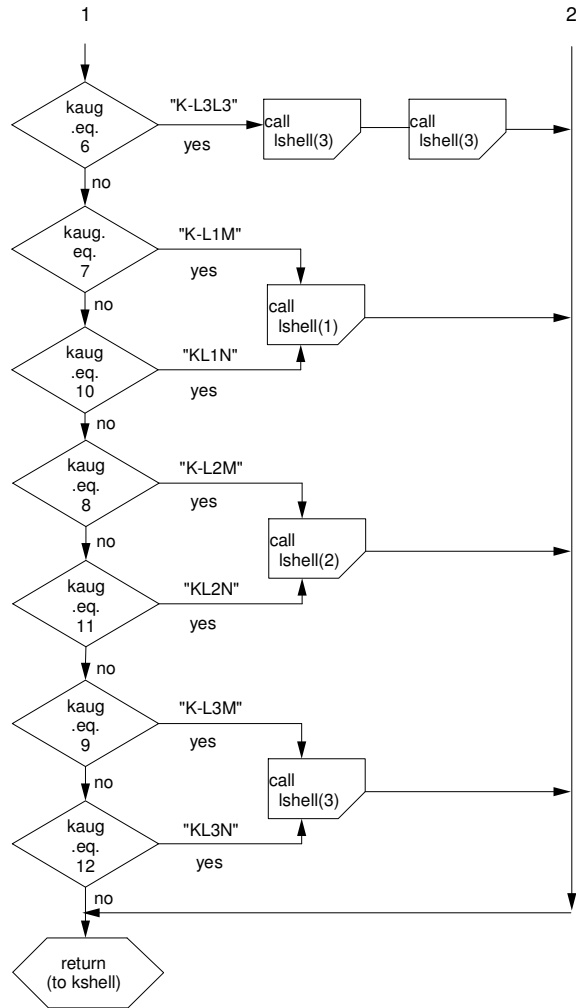 1
2
kaug
.eq.
6
"K-L3L3"
yes
call
lshell(3)
call
lshell(3)
no
kaug.
eq.
7
"K-L1M"
yes
call
lshell(1)
no
kaug
.eq.
10
"KL1N"
yes
no
kaug
.eq.
8
"K-L2M"
yes
call
lshell(2)
no
kaug
.eq.
11
"KL2N"
yes
no
kaug
.eq.
9
"K-L3M"
yes
call
lshell(3)
no
kaug
.eq.
12
"KL3N"
yes
no
return
(to kshell)